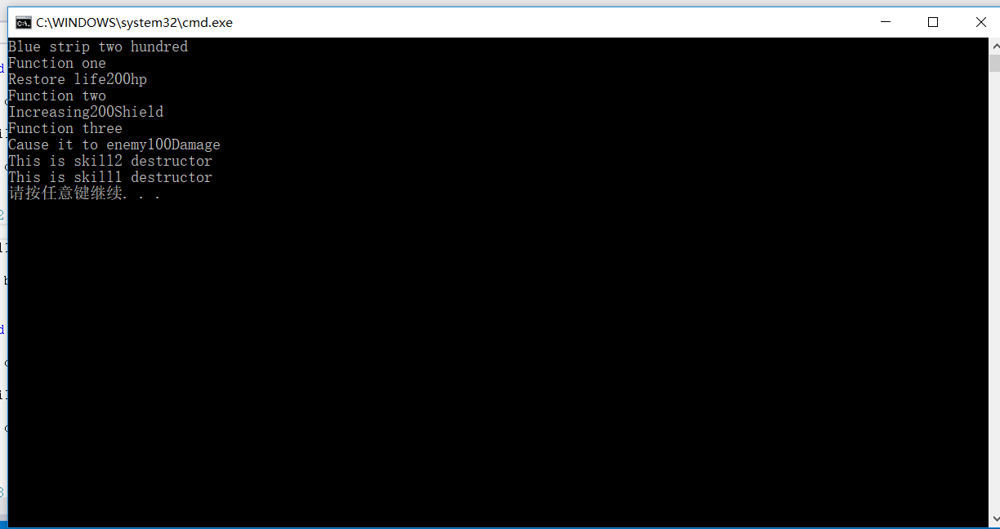 C:\WINDOWS\system32\cmd.exe
Blue strip two hundred
Function one
Restore life200hp
Function two
Increasing200Shield
Function three
Cause it to enemy100Damage
This is skill2 destructor
This is skill1 destructor
请按任意键继续. . .